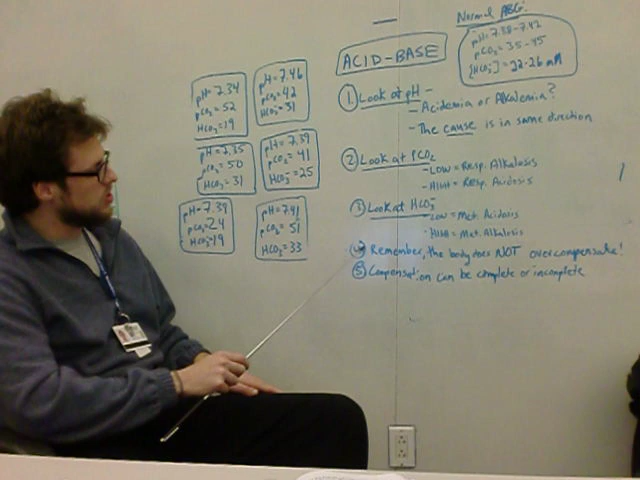 Normal ABG:
pH=7.38-7.42
pCO₂=35-45
[HCO₃⁻]=22-26 mM
ACID-BASE
① Look at pH -
- Acidemia or Alkalemia?
- The cause is in same direction
② Look at PCO₂
- LOW = Resp. Alkalosis
- HIGH = Resp. Acidosis
③ Look at HCO₃⁻
- LOW = Met. Acidosis
- HIGH = Met. Alkalosis
④ Remember, the body does NOT overcompensate!
⑤ Compensation can be complete or incomplete
pH=7.34
pCO₂=52
HCO₃⁻=19
pH=7.46
pCO₂=42
HCO₃⁻=31
pH=7.35
pCO₂=50
HCO₃⁻=31
pH=7.39
pCO₂=41
HCO₃⁻=25
pH=7.39
pCO₂=24
HCO₃⁻=19
pH=7.41
pCO₂=51
HCO₃⁻=33